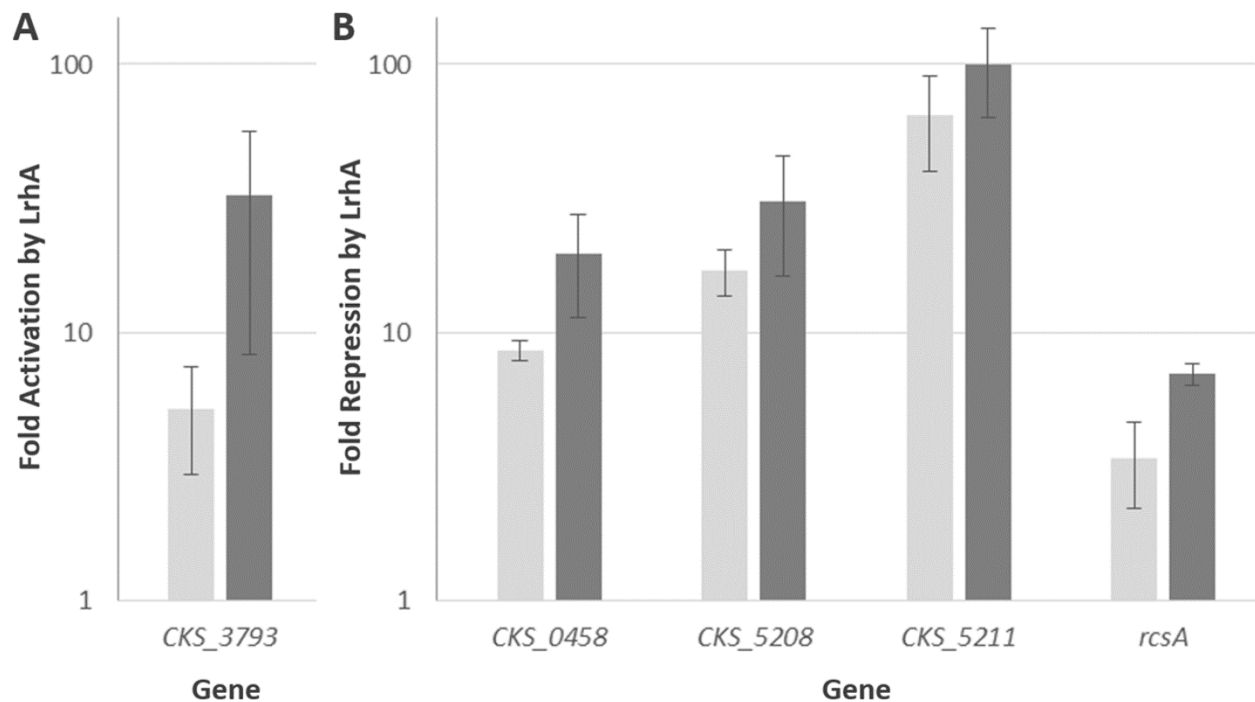 A
Fold Activation by LrhA
100
10
1
CKS_3793
Gene
B
Fold Repression by LrhA
100
10
1
CKS_0458 CKS_5208 CKS_5211 rcsA
Gene